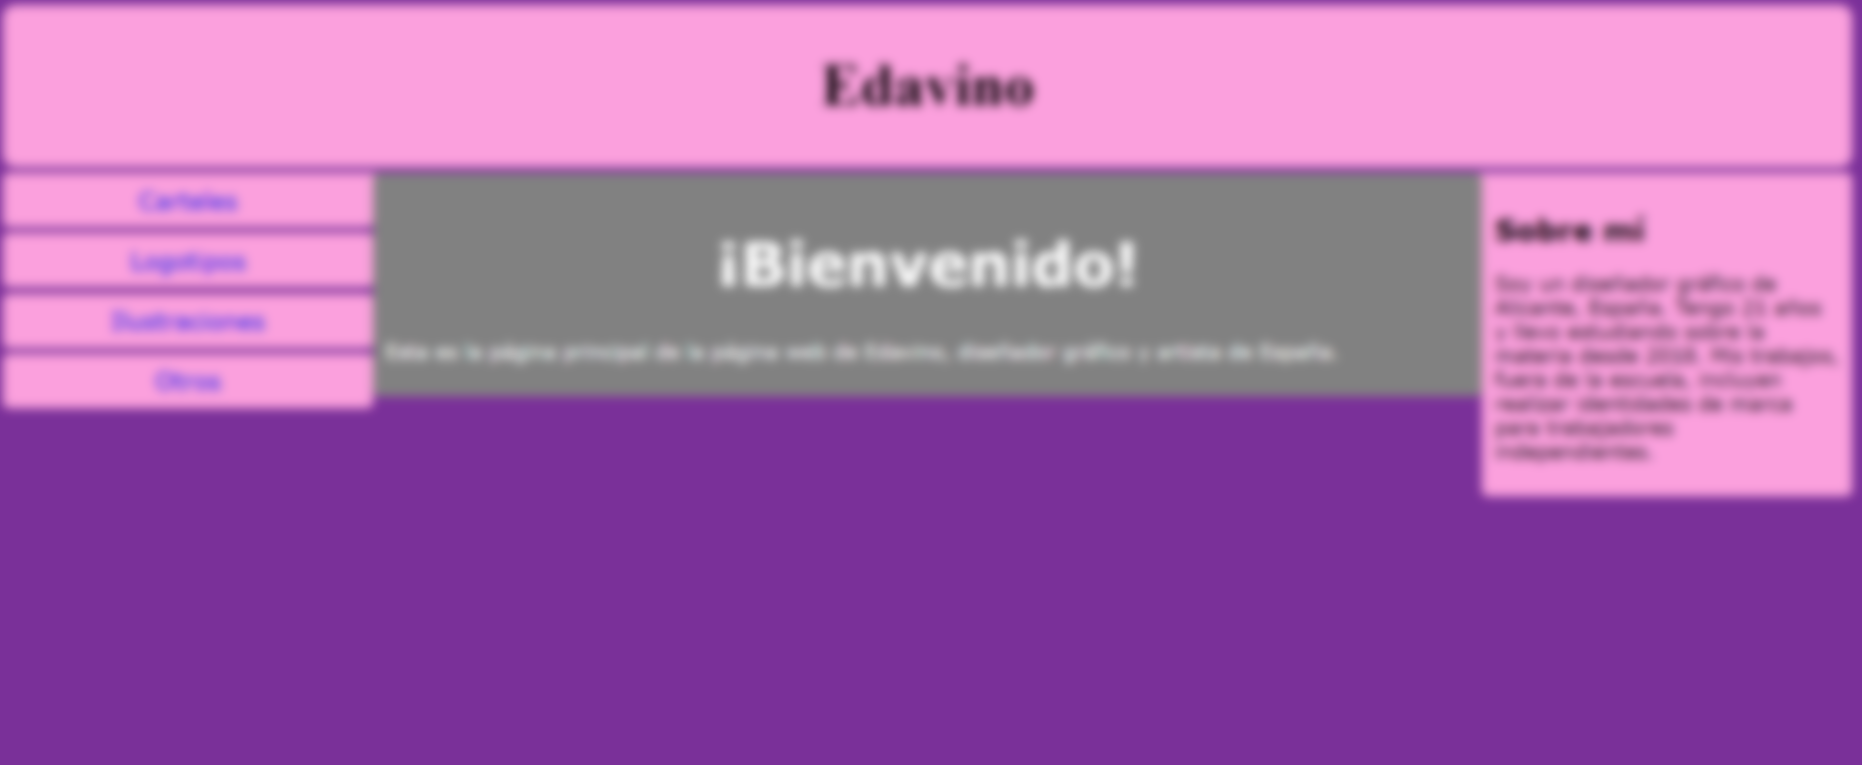 Edavino
Carteles
Logotipos
Ilustraciones
Otros
¡Bienvenido!
Esta es la página principal de la página web de Edavino, diseñador gráfico y artista de España.
Sobre mí
Soy un diseñador gráfico de
Alicante, España. Tengo 21 años
y llevo estudiando sobre la
materia desde 2018. Mis trabajos,
fuera de la escuela, incluyen
realizar identidades de marca
para trabajadores
independientes.